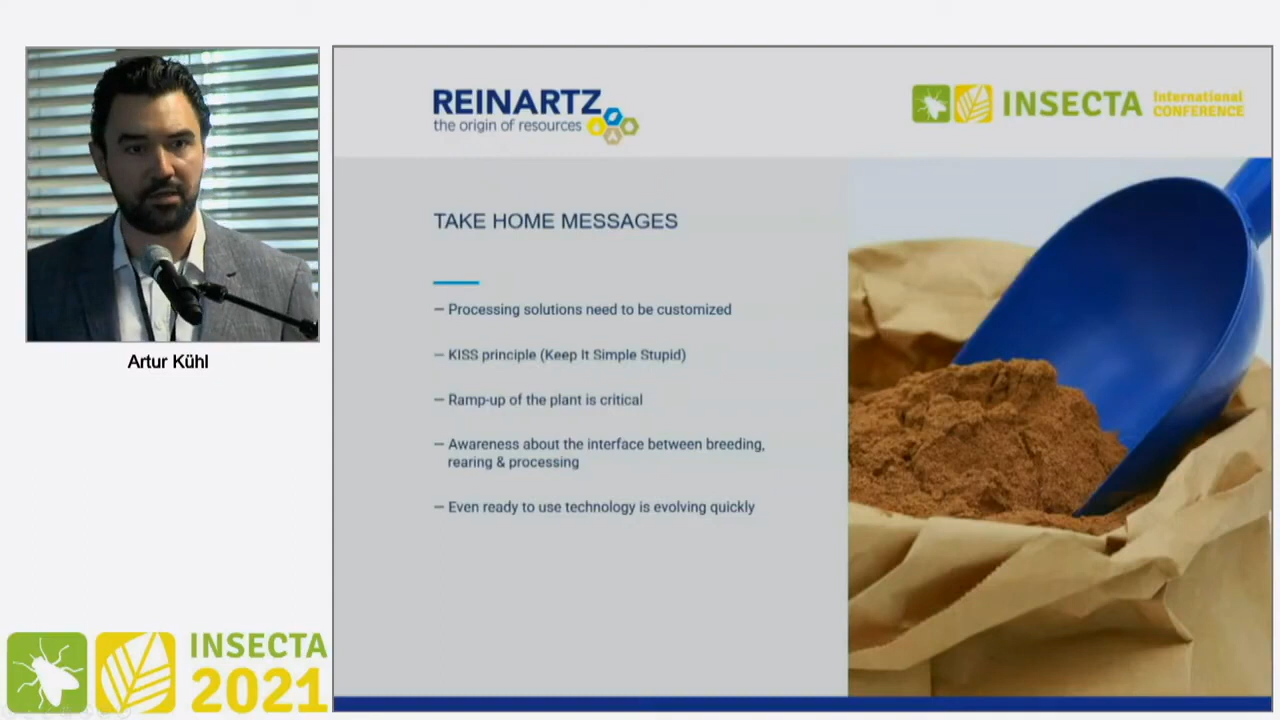 REINARTZ
the origin of resources
INSECTA International CONFERENCE
TAKE HOME MESSAGES
– Processing solutions need to be customized
– KISS principle (Keep It Simple Stupid)
– Ramp-up of the plant is critical
– Awareness about the interface between breeding,
rearing & processing
– Even ready to use technology is evolving quickly
Artur Kühl
INSECTA
2021